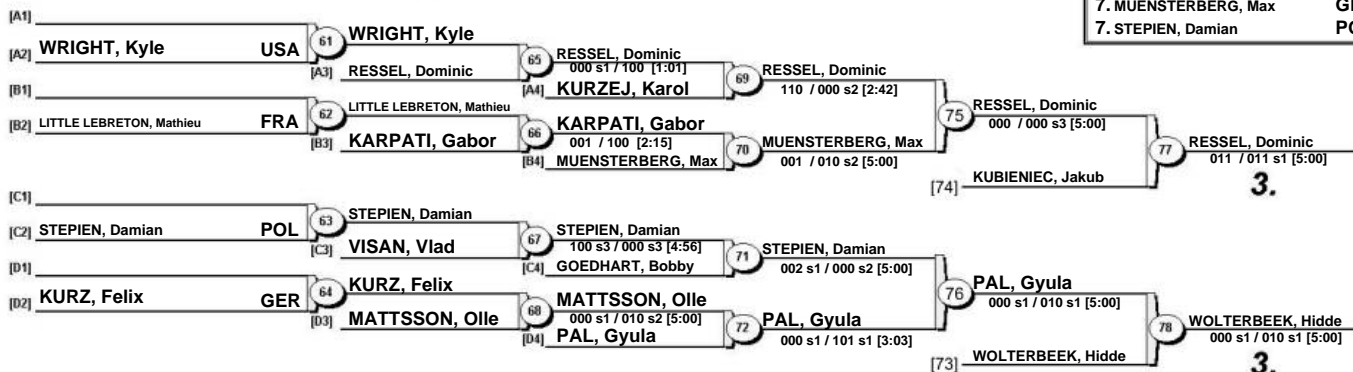 7. MUENSTERBERG, Max
7. STEPIEN, Damian
[A1]
[A2] WRIGHT, Kyle USA
61
WRIGHT, Kyle
[A3] RESSEL, Dominic
65
RESSEL, Dominic
000 s1 / 100 [1:01]
[A4] KURZEJ, Karol
69
RESSEL, Dominic
110 / 000 s2 [2:42]
[B1]
[B2] LITTLE LEBRETON, Mathieu FRA
62
LITTLE LEBRETON, Mathieu
[B3] KARPATI, Gabor
66
KARPATI, Gabor
001 / 100 [2:15]
[B4] MUENSTERBERG, Max
70
MUENSTERBERG, Max
001 / 010 s2 [5:00]
75
RESSEL, Dominic
000 / 000 s3 [5:00]
[74] KUBIENIEC, Jakub
77
RESSEL, Dominic
011 / 011 s1 [5:00]
3.
[C1]
[C2] STEPIEN, Damian POL
63
STEPIEN, Damian
[C3] VISAN, Vlad
67
STEPIEN, Damian
100 s3 / 000 s3 [4:56]
[C4] GOEDHART, Bobby
71
STEPIEN, Damian
002 s1 / 000 s2 [5:00]
[D1]
[D2] KURZ, Felix GER
64
KURZ, Felix
[D3] MATTSSON, Olle
68
MATTSSON, Olle
000 s1 / 010 s2 [5:00]
[D4] PAL, Gyula
72
PAL, Gyula
000 s1 / 101 s1 [3:03]
76
PAL, Gyula
000 s1 / 010 s1 [5:00]
[73] WOLTERBEEK, Hidde
78
WOLTERBEEK, Hidde
000 s1 / 010 s1 [5:00]
3.